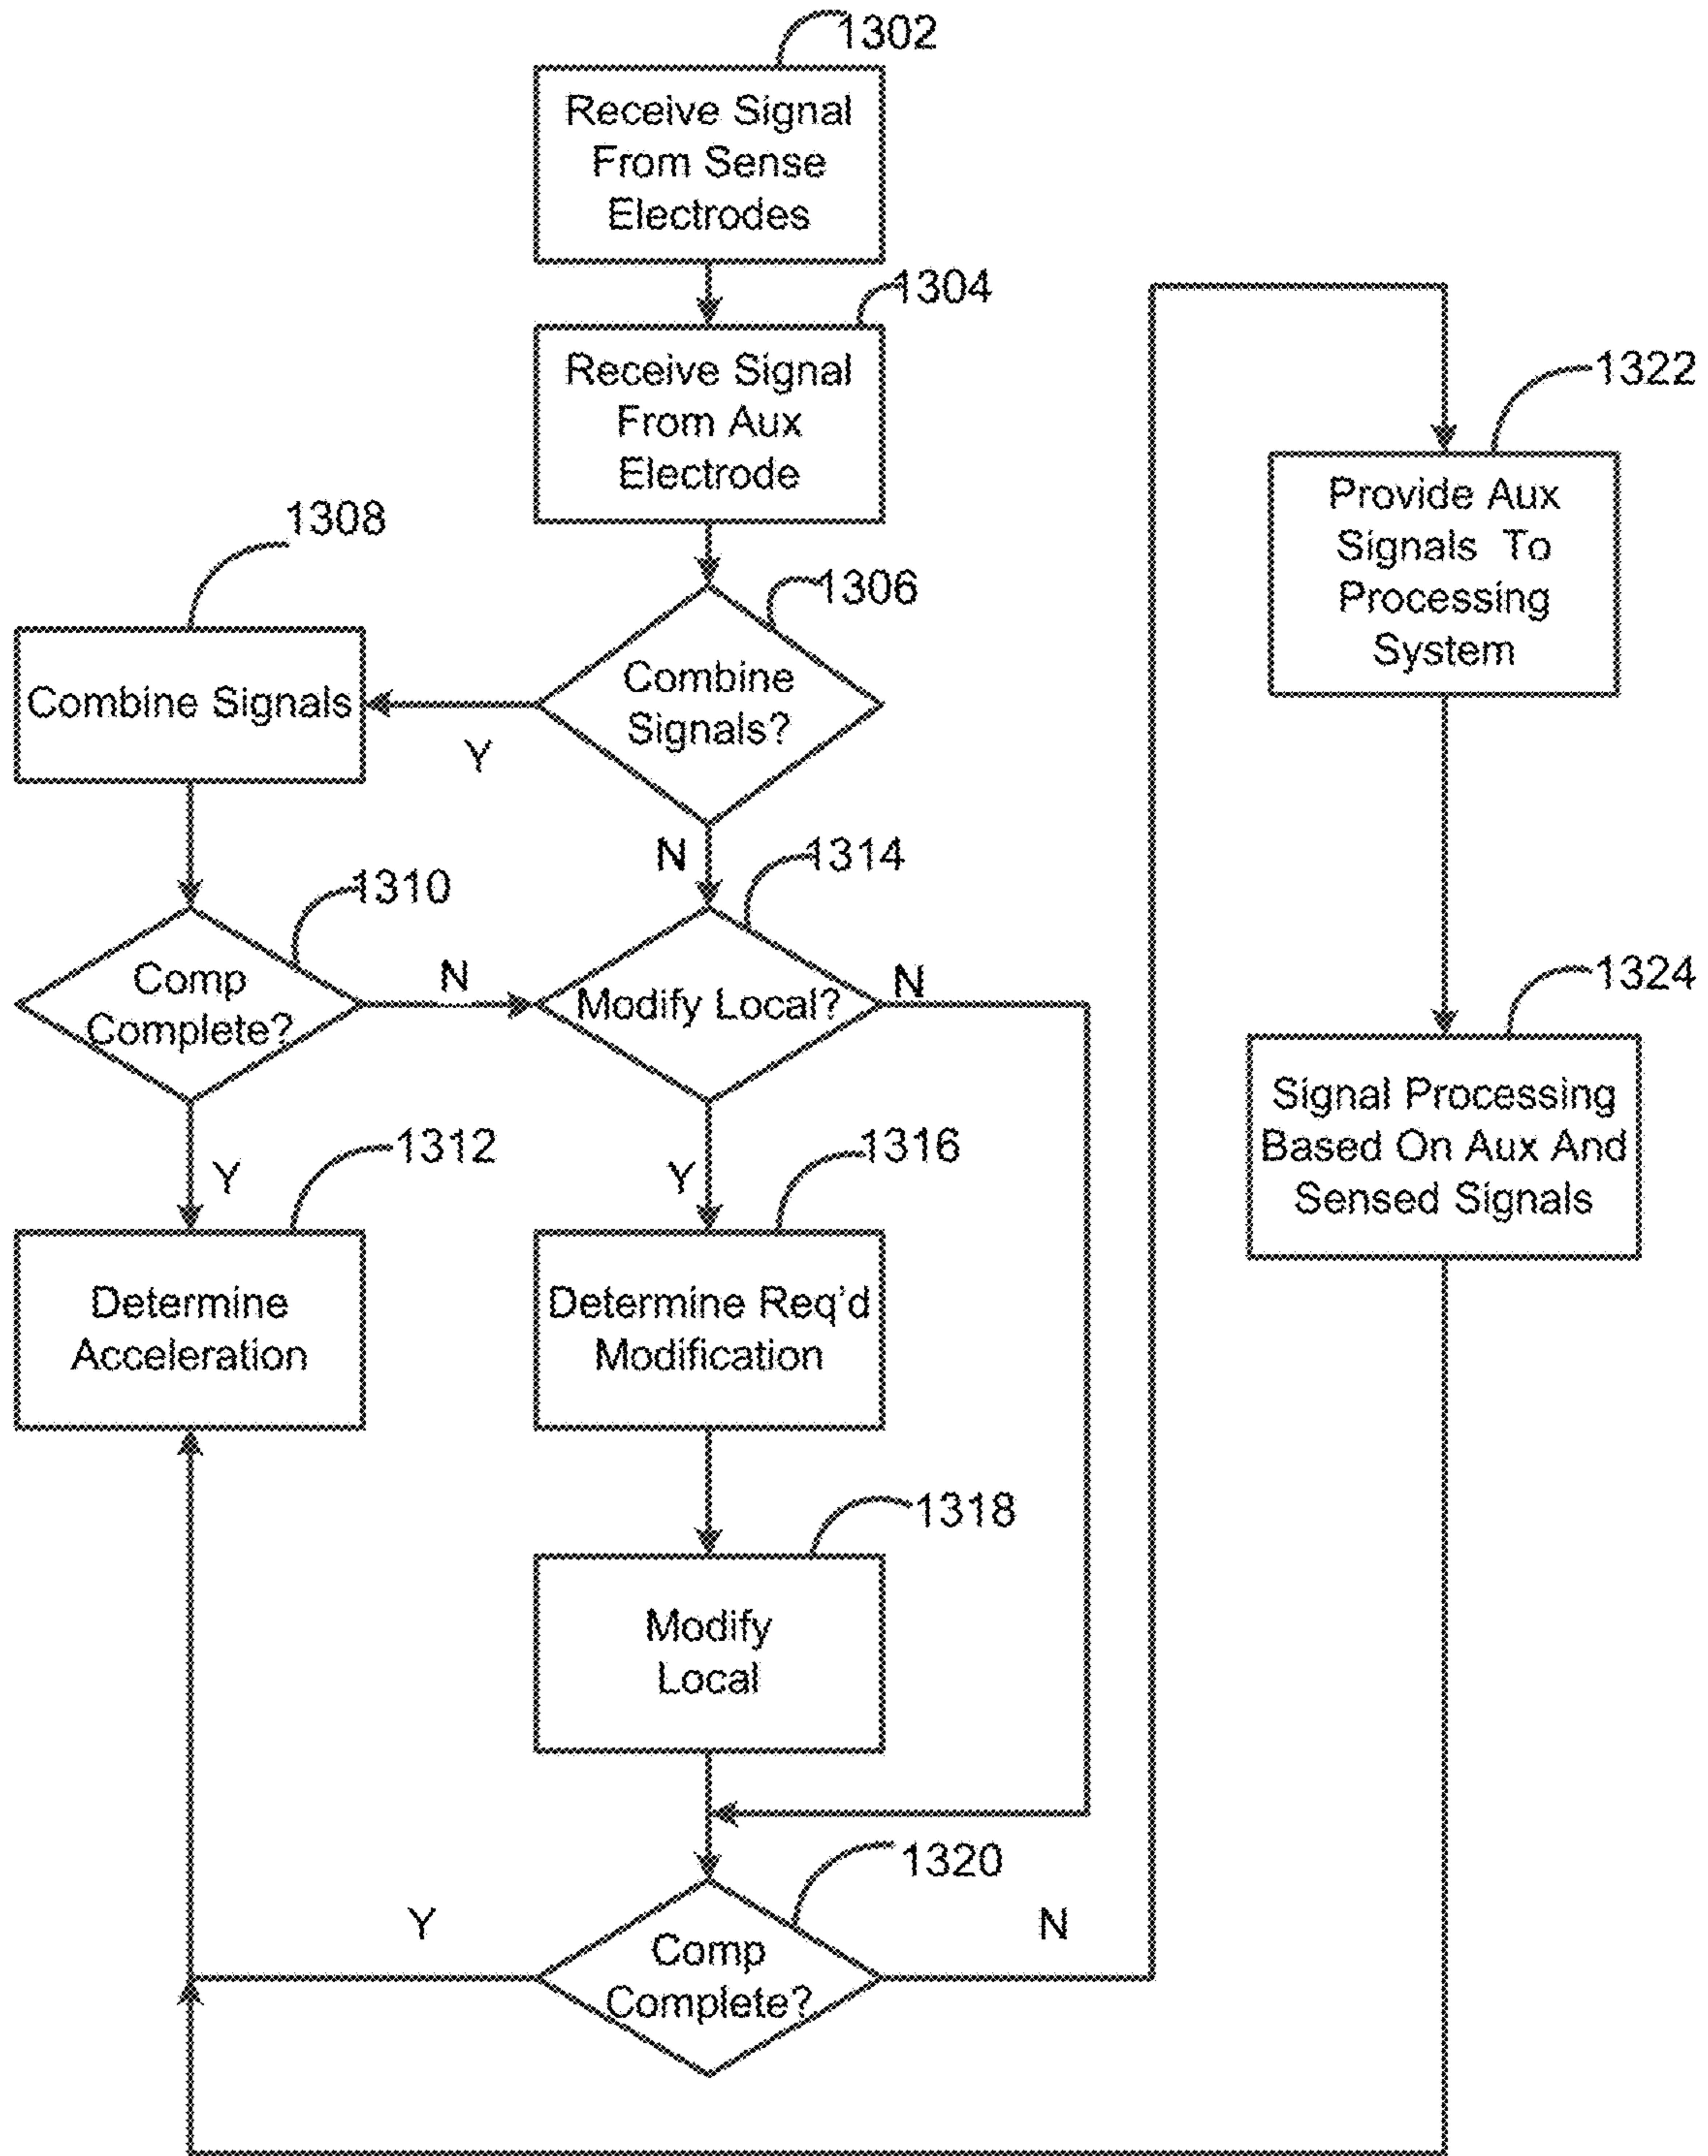 1302
Receive Signal
From Sense
Electrodes
1304
Receive Signal
From Aux
Electrode
1306
Combine
Signals?
Y
N
1308
Combine Signals
1310
Comp
Complete?
N
Y
1312
Determine
Acceleration
1314
Modify Local?
N
Y
1316
Determine Req'd
Modification
1318
Modify
Local
1320
Comp
Complete?
Y
N
1322
Provide Aux
Signals To
Processing
System
1324
Signal Processing
Based On Aux And
Sensed Signals